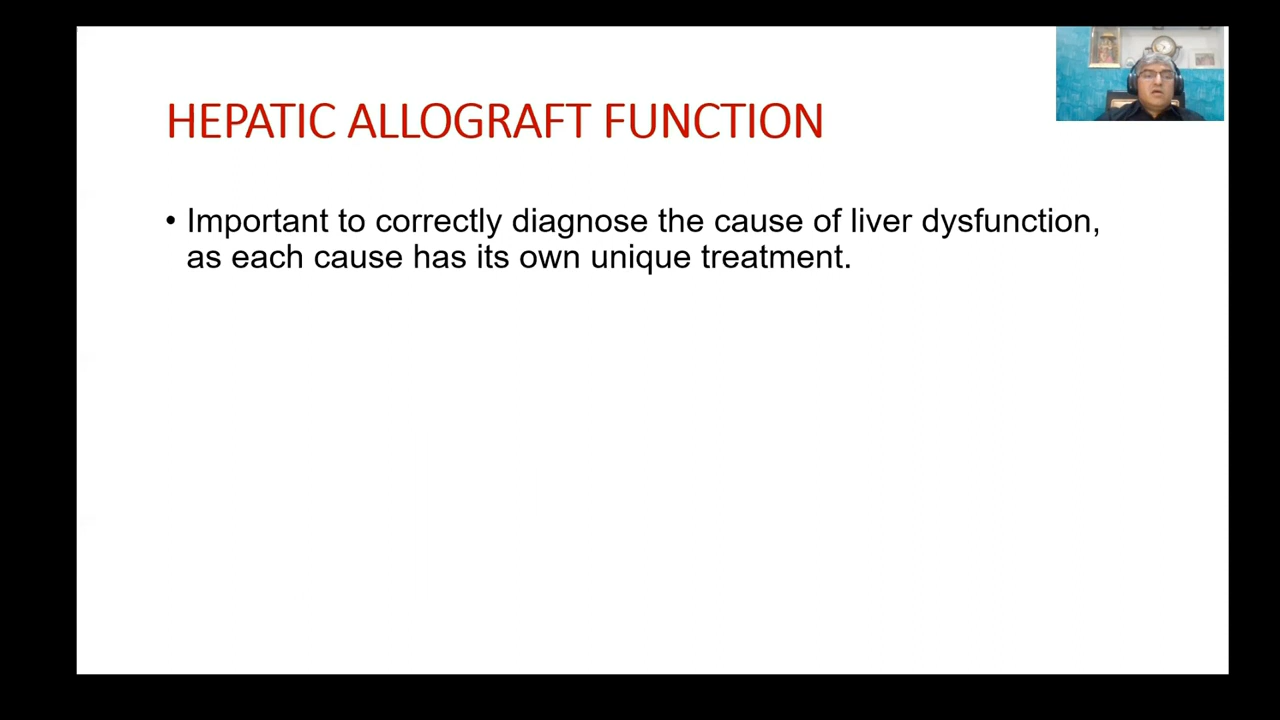 HEPATIC ALLOGRAFT FUNCTION
• Important to correctly diagnose the cause of liver dysfunction,
as each cause has its own unique treatment.